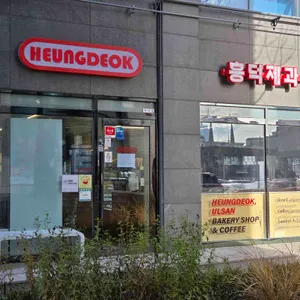 HEUNGDEOK
흥덕제과
HEUNGDEOK,
ULSAN
BAKERY SHOP
& COFFEE